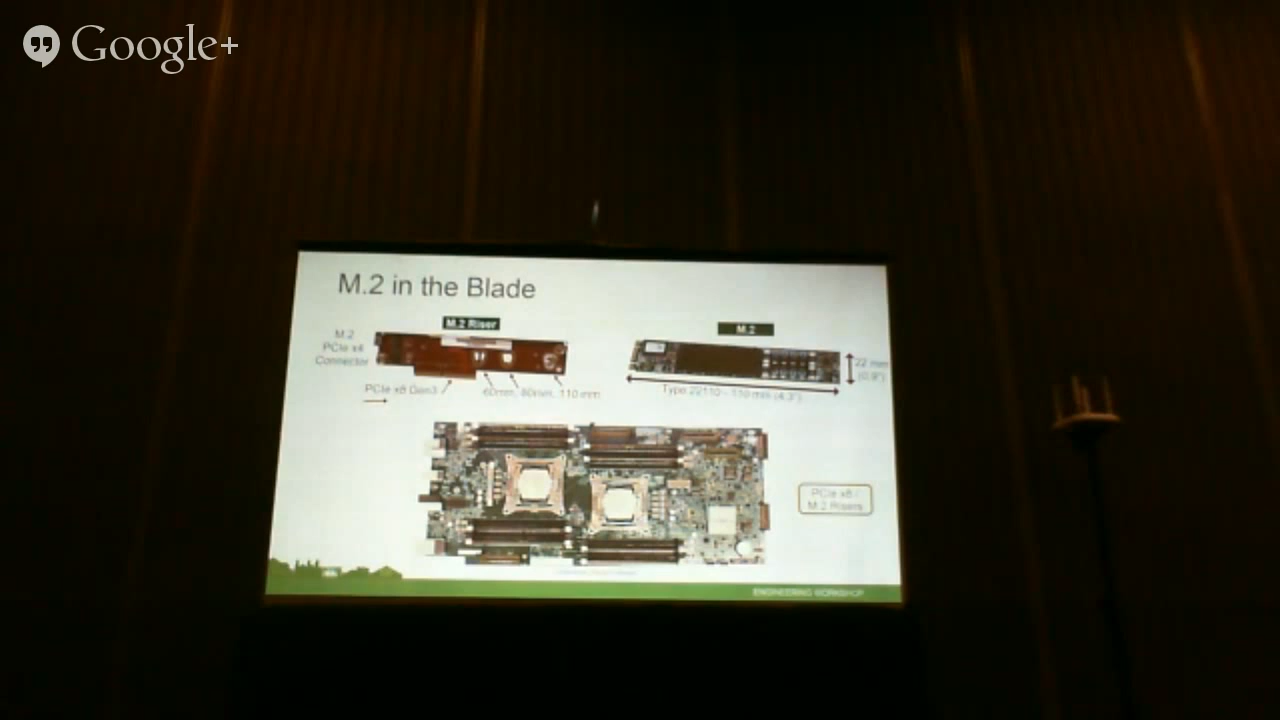 Google+
M.2 in the Blade
M.2 Riser
M.2
M.2
PCIe x4
Connector
22 mm
(0.9")
PCIe x8 Gen3
60mm, 80mm, 110 mm
Type 22110 – 110 mm (4.3")
PCIe x8 /
M.2 Risers
ENGINEERING WORKSHOP